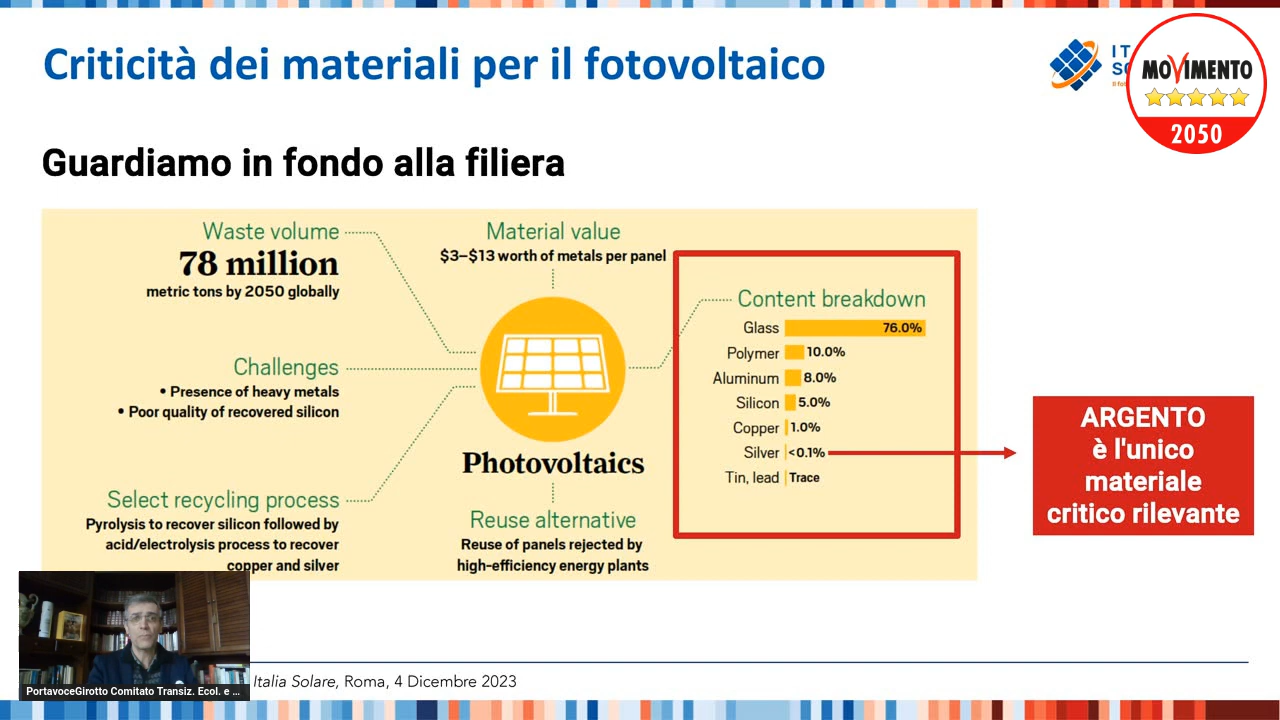 Criticità dei materiali per il fotovoltaico
IT
SO
Il fo
MOVIMENTO
2050
Guardiamo in fondo alla filiera
Waste volume
78 million
metric tons by 2050 globally
Material value
$3–$13 worth of metals per panel
Content breakdown
Glass 76.0%
Polymer 10.0%
Aluminum 8.0%
Silicon 5.0%
Copper 1.0%
Silver <0.1%
Tin, lead Trace
Challenges
• Presence of heavy metals
• Poor quality of recovered silicon
Photovoltaics
ARGENTO
è l'unico
materiale
critico rilevante
Select recycling process
Pyrolysis to recover silicon followed by
acid/electrolysis process to recover
copper and silver
Reuse alternative
Reuse of panels rejected by
high-efficiency energy plants
PortavoceGirotto Comitato Transiz. Ecol. e ...
Italia Solare, Roma, 4 Dicembre 2023